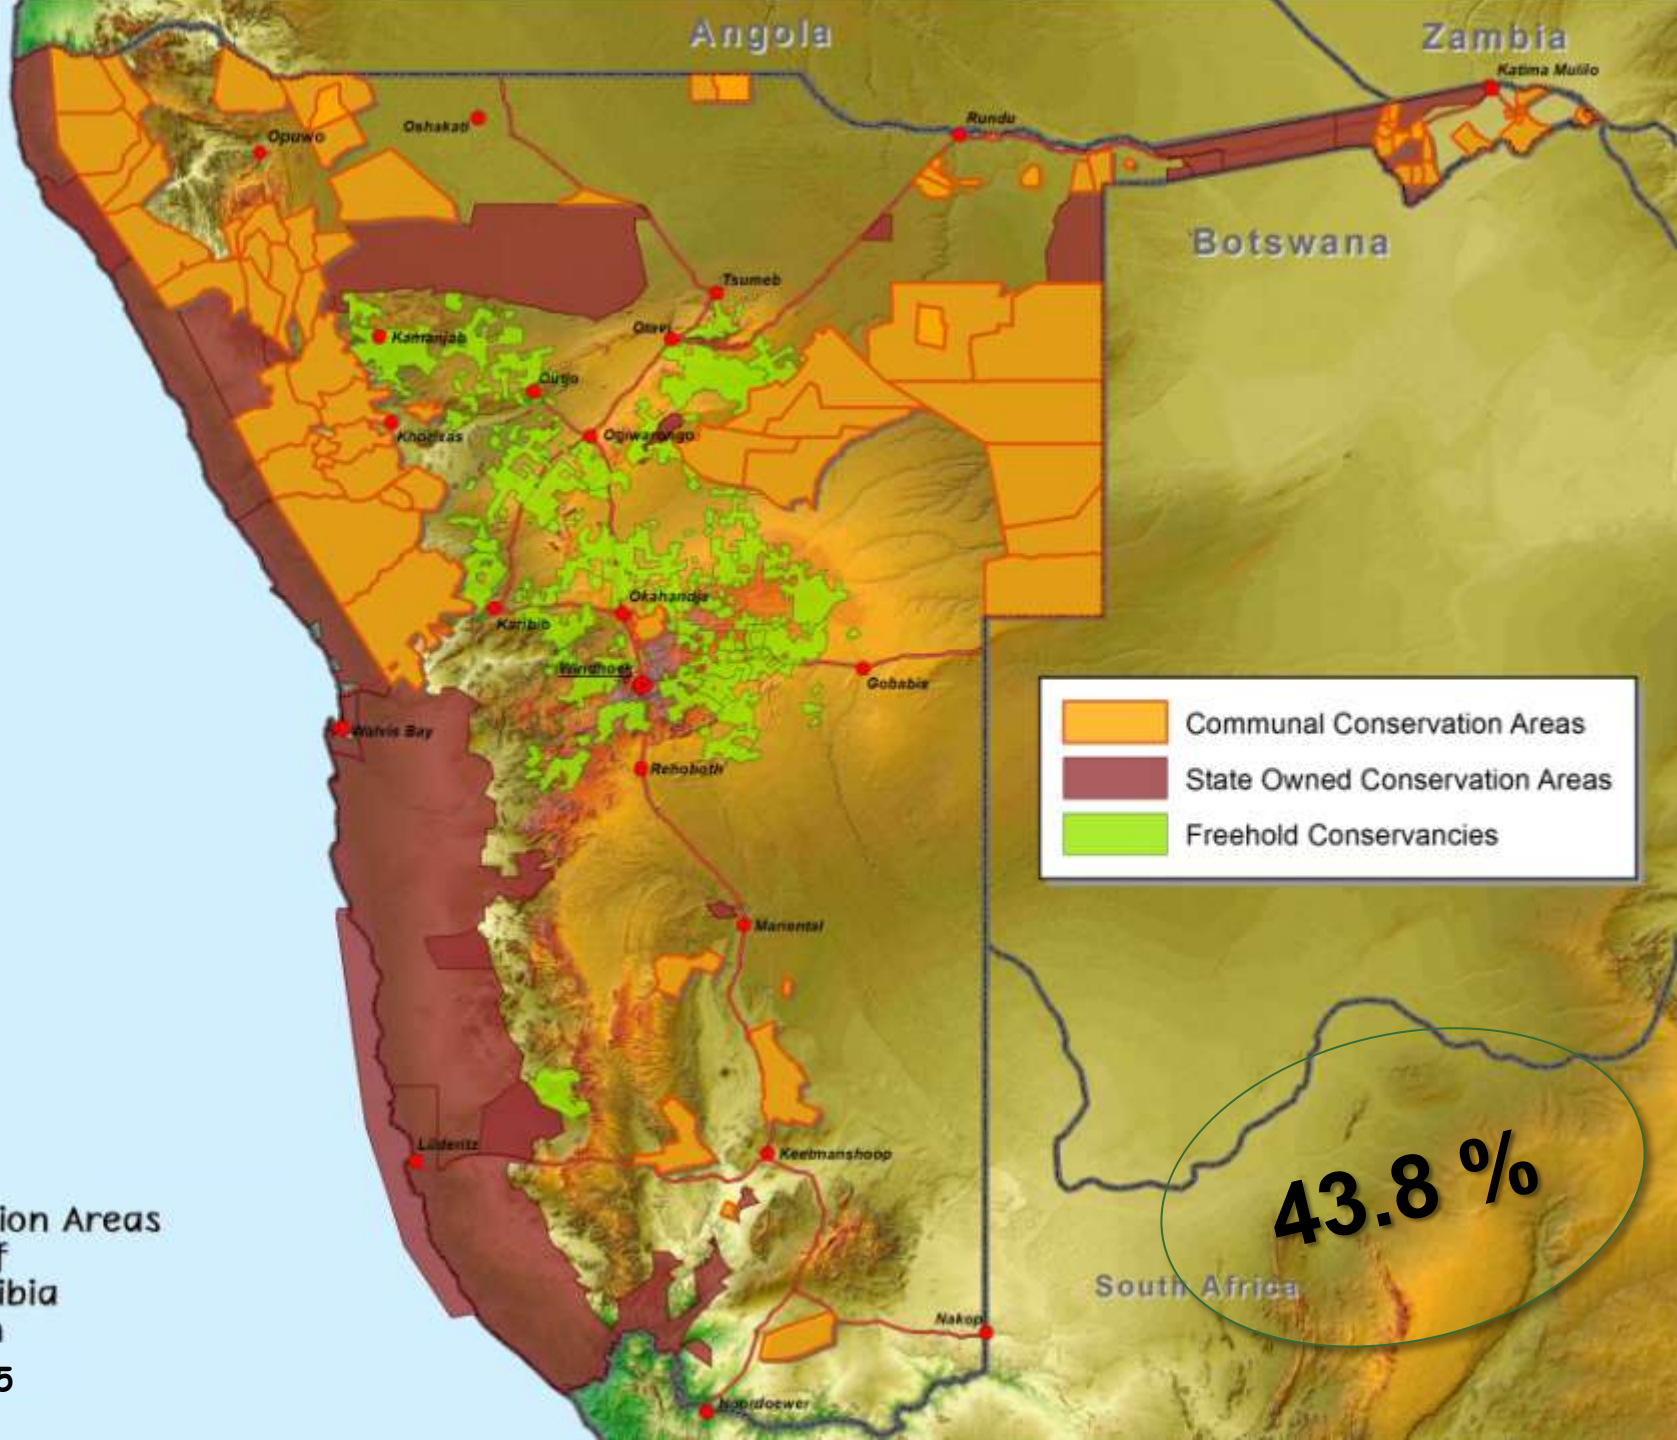 Angola
Zambia
Katima Mulilo
Rundu
Oshakati
Opuwo
Botswana
Tsumeb
Otavi
Kamanjab
Outjo
Khorixas
Otjiwarongo
Okahandja
Karibib
Windhoek
Gobabis
Communal Conservation Areas
State Owned Conservation Areas
Freehold Conservancies
Walvis Bay
Rehoboth
Mariental
Lüderitz
Keetmanshoop
43.8 %
ion Areas
f
ibia
South Africa
Nakop
5
Noordoewer